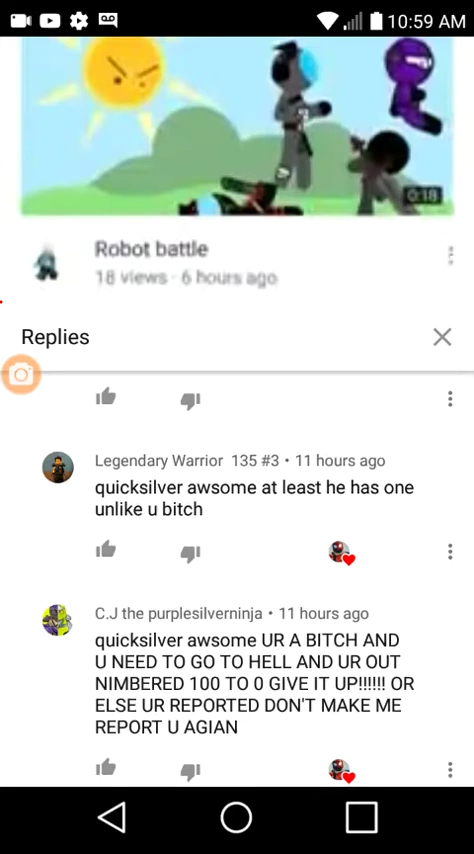 10:59 AM
0:18
Robot battle
18 views · 6 hours ago
Replies
Legendary Warrior 135 #3 • 11 hours ago
quicksilver awsome at least he has one
unlike u bitch
C.J the purplesilverninja • 11 hours ago
quicksilver awsome UR A BITCH AND
U NEED TO GO TO HELL AND UR OUT
NIMBERED 100 TO 0 GIVE IT UP!!!!!! OR
ELSE UR REPORTED DON'T MAKE ME
REPORT U AGIAN